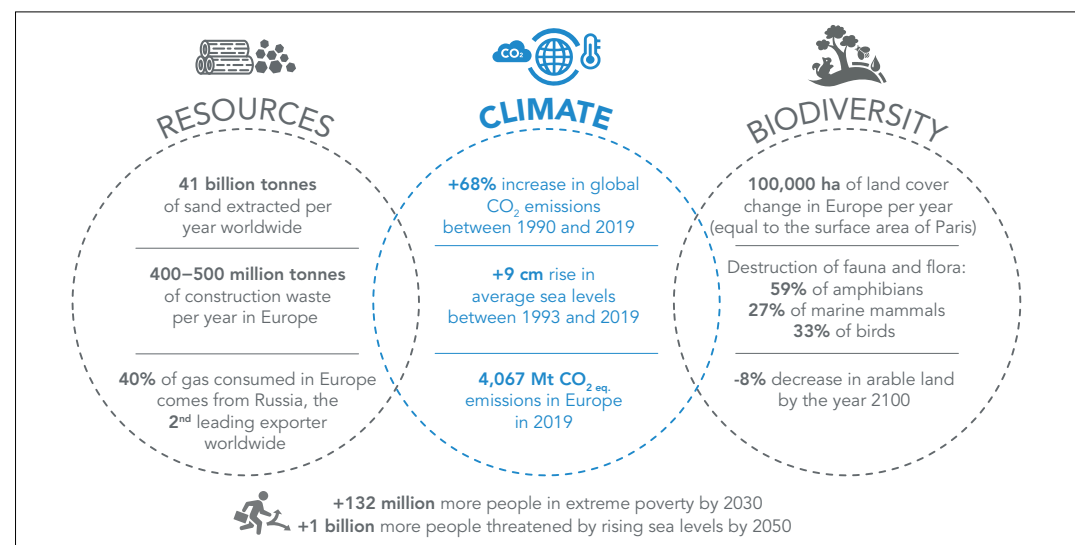 RESOURCES
41 billion tonnes
of sand extracted per
year worldwide
400–500 million tonnes
of construction waste
per year in Europe
40% of gas consumed in Europe
comes from Russia, the
2nd leading exporter
worldwide
CO2
CLIMATE
+68% increase in global
CO2 emissions
between 1990 and 2019
+9 cm rise in
average sea levels
between 1993 and 2019
4,067 Mt CO2 eq.
emissions in Europe
in 2019
BIODIVERSITY
100,000 ha of land cover
change in Europe per year
(equal to the surface area of Paris)
Destruction of fauna and flora:
59% of amphibians
27% of marine mammals
33% of birds
-8% decrease in arable land
by the year 2100
+132 million more people in extreme poverty by 2030
+1 billion more people threatened by rising sea levels by 2050